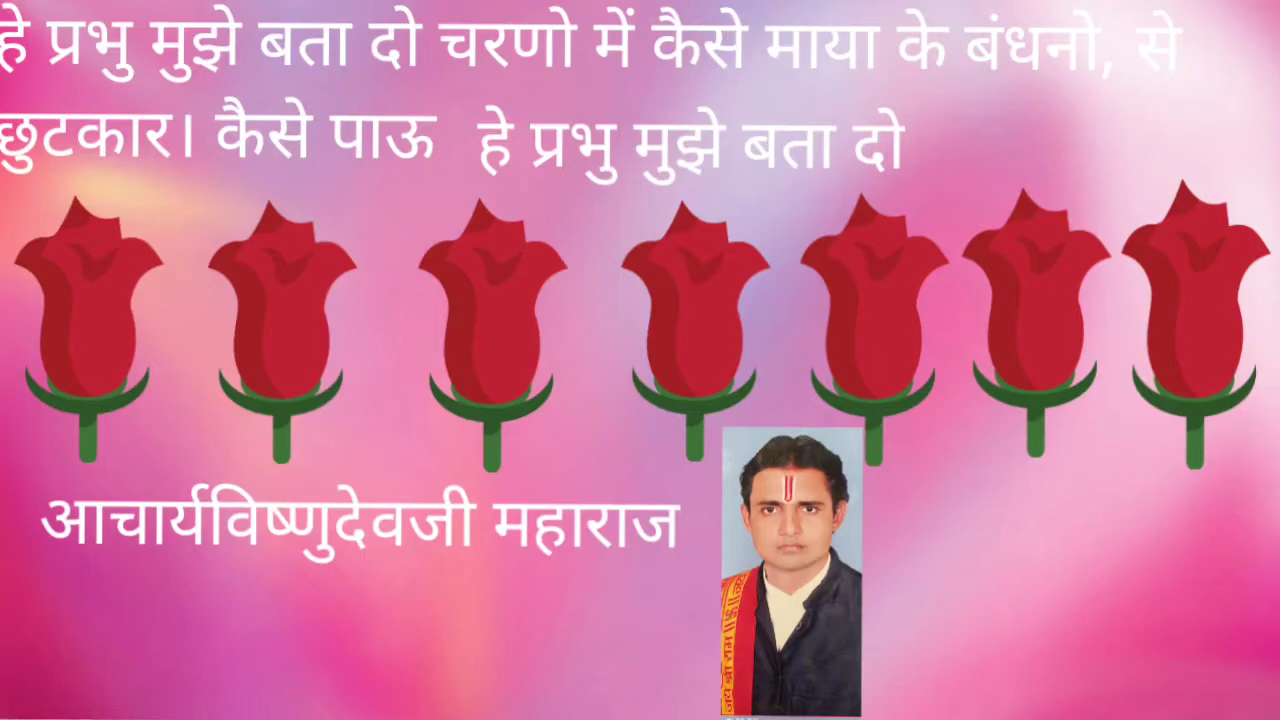 हे प्रभु मुझे बता दो चरणो में कैसे माया के बंधनो, से
छुटकार। कैसे पाऊ हे प्रभु मुझे बता दो
आचार्यविष्णुदेवजी महाराज